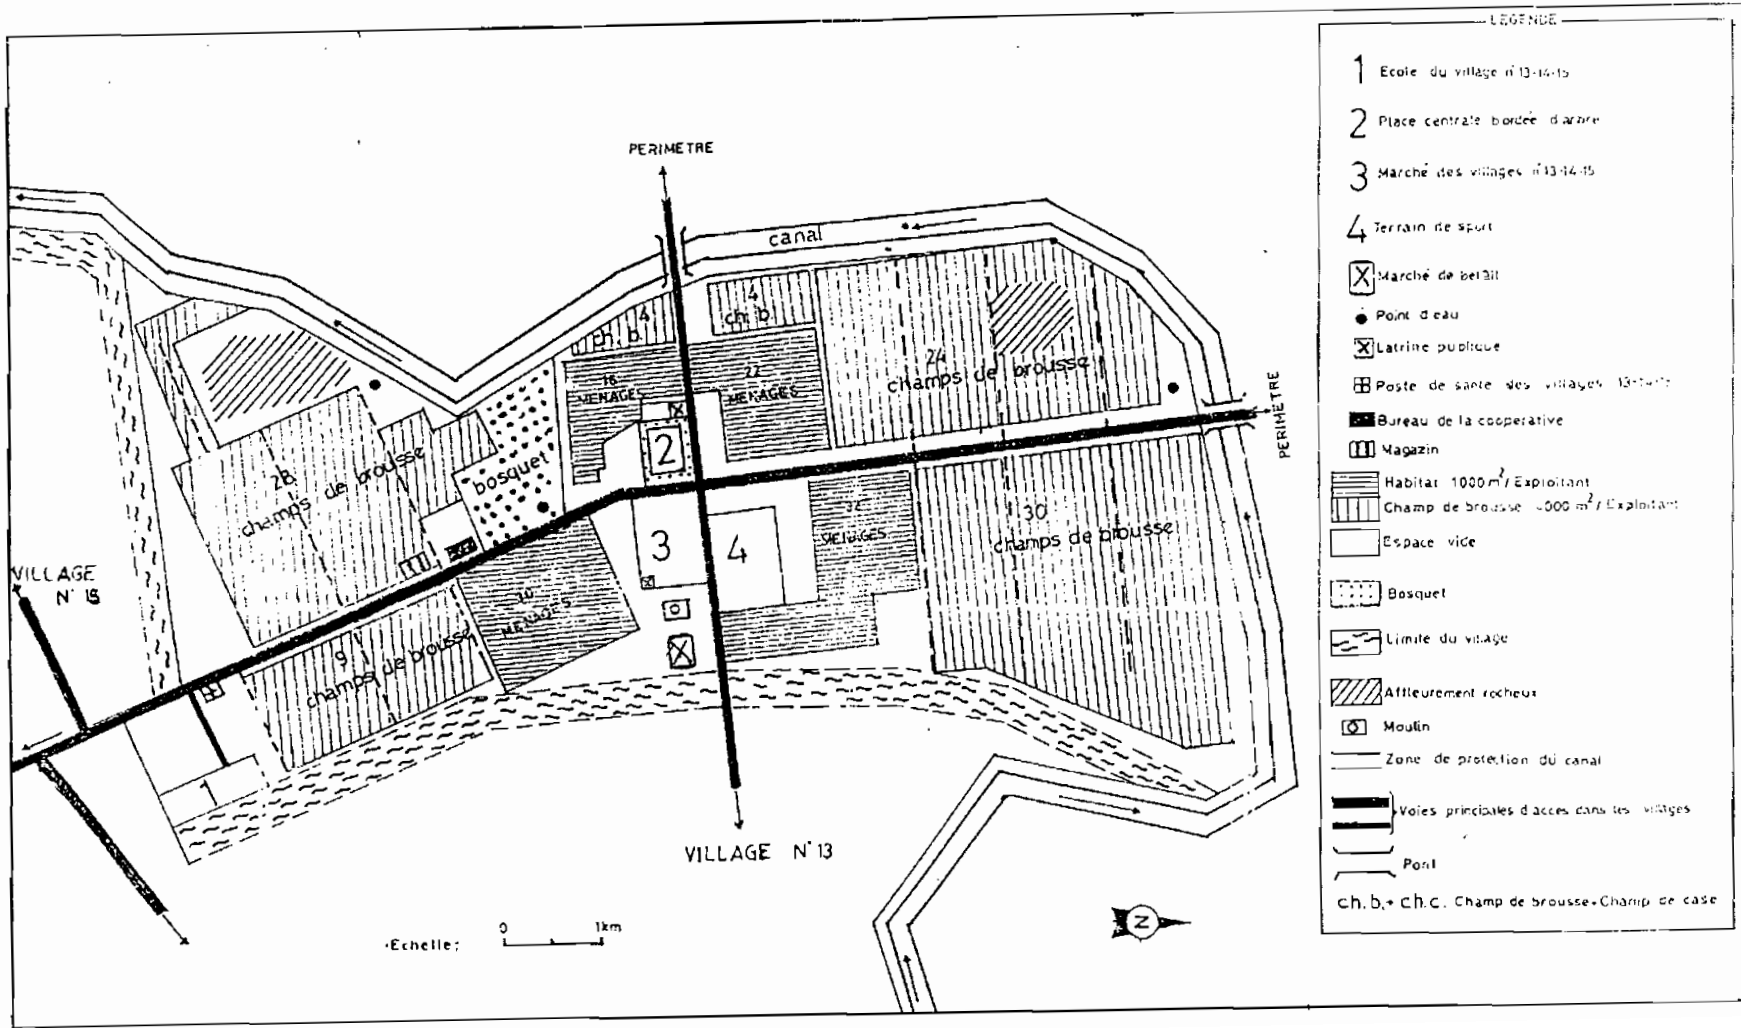 PERIMETRE
canal
4
ch. b.
4
ch. b.
16
MENAGES
22
MENAGES
24
champs de brousse
PERIMETRE
2
bosquet
28
champs de brousse
3
4
MENAGES
30
champs de brousse
VILLAGE
MENAGES
9
champs de brousse
1
VILLAGE N° 13
Echelle:
0 1km
N
LEGENDE
1 Ecole du village n°13-14-15
2 Place centrale bordée d'arbre
3 Marché des villages n°13-14-15
4 Terrain de sport
Marché de betail
Point d'eau
Latrine publique
Poste de santé des villages 13-14-15
Bureau de la cooperative
Magazin
Habitat 1000 m²/ Exploitant
Champ de brousse 000 m²/ Exploitant
Espace vide
Bosquet
Limite du village
Affleurement rocheux
Moulin
Zone de protection du canal
Voies principales d'accès dans les villages
Pont
ch.b.+ ch.c. Champ de brousse+Champ de case